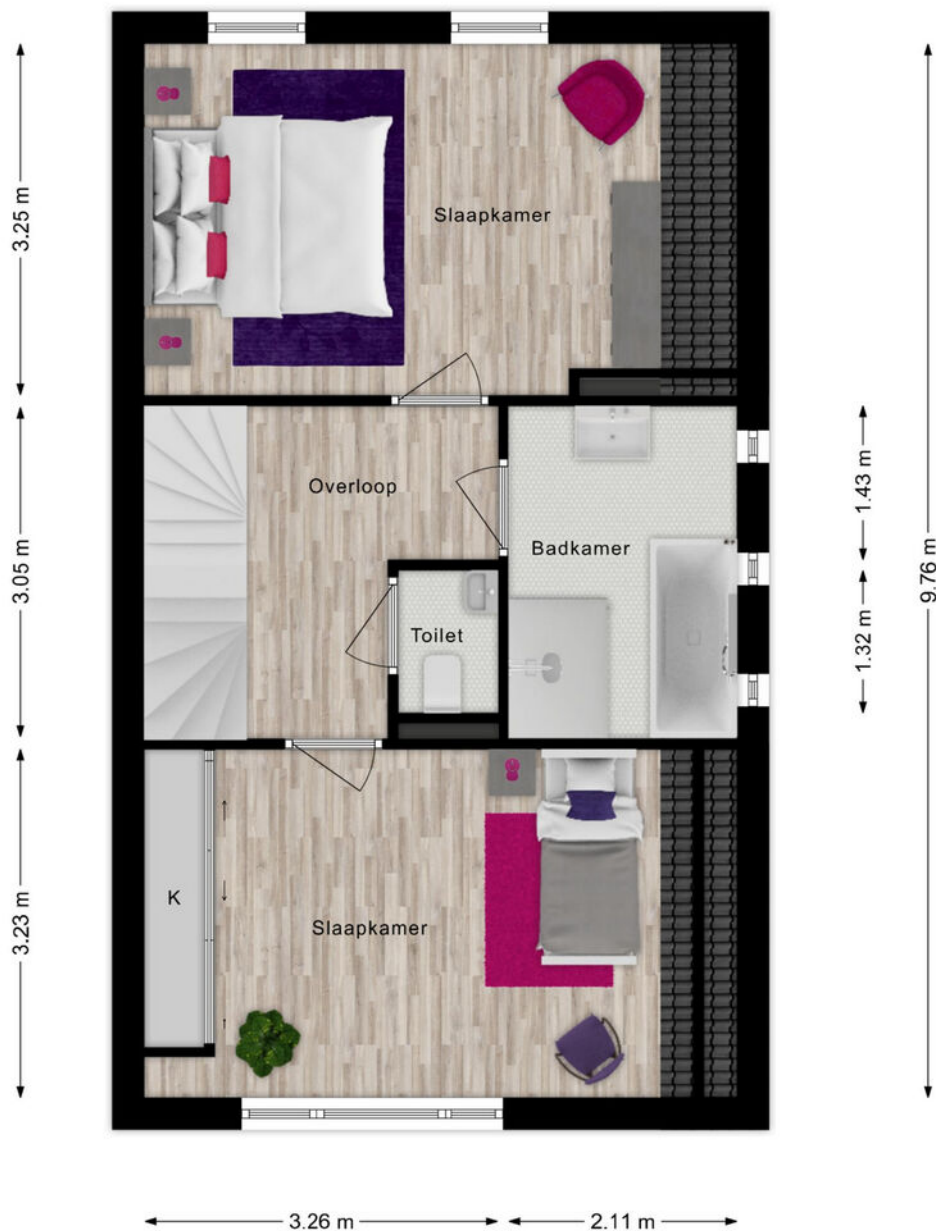 Slaapkamer
3.25 m
Overloop
1.43 m
Badkamer
9.76 m
3.05 m
Toilet
1.32 m
K
Slaapkamer
3.23 m
3.26 m
2.11 m